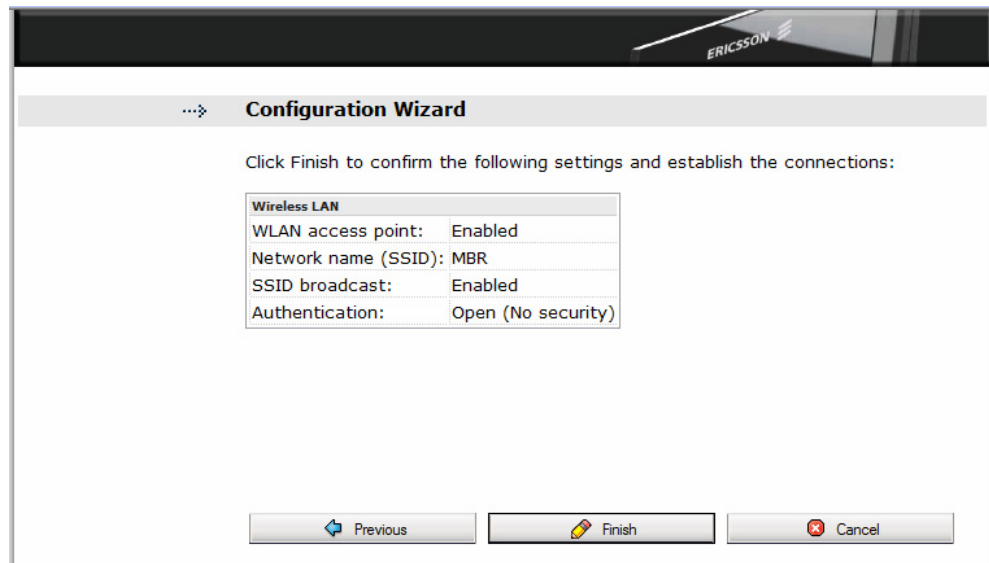 ERICSSON
Configuration Wizard
Click Finish to confirm the following settings and establish the connections:
Wireless LAN
WLAN access point: Enabled
Network name (SSID): MBR
SSID broadcast: Enabled
Authentication: Open (No security)
Previous Finish Cancel